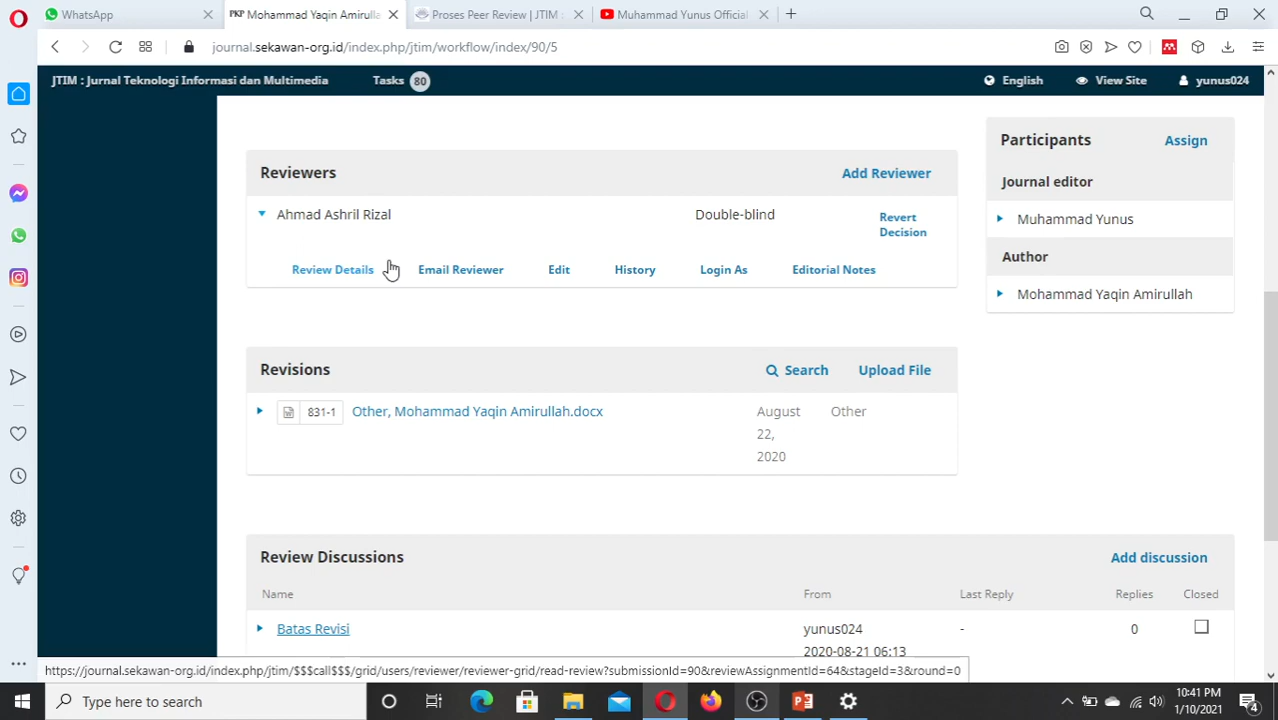 WhatsApp
PKP Mohammad Yaqin Amirulla
Proses Peer Review | JTIM :
Muhammad Yunus Official
journal.sekawan-org.id/index.php/jtim/workflow/index/90/5
JTIM : Jurnal Teknologi Informasi dan Multimedia
Tasks 80
English
View Site
yunus024
Participants
Assign
Reviewers
Add Reviewer
Journal editor
Ahmad Ashril Rizal
Double-blind
Revert
Decision
Muhammad Yunus
Author
Review Details
Email Reviewer
Edit
History
Login As
Editorial Notes
Mohammad Yaqin Amirullah
Revisions
Search
Upload File
831-1
Other, Mohammad Yaqin Amirullah.docx
August
22,
2020
Other
Review Discussions
Add discussion
Name
From
Last Reply
Replies
Closed
Batas Revisi
yunus024
-
0
2020-08-21 06:13
https://journal.sekawan-org.id/index.php/jtim/$$$call$$$/grid/users/reviewer/reviewer-grid/read-review?submissionId=90&reviewAssignmentId=64&stageId=3&round=0
Type here to search
10:41 PM
1/10/2021
4